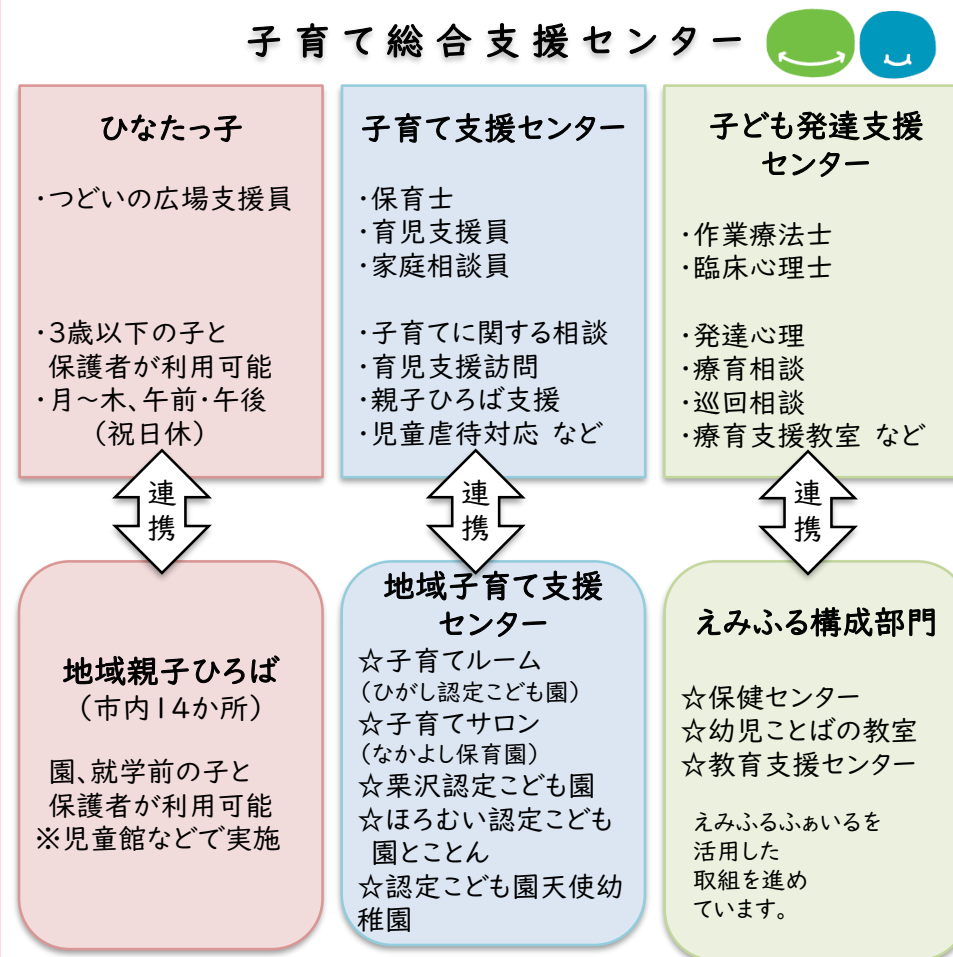 子育て総合支援センター
ひなたっ子
・つどいの広場支援員
・3歳以下の子と
保護者が利用可能
・月～木、午前・午後
（祝日休）
子育て支援センター
・保育士
・育児支援員
・家庭相談員
・子育てに関する相談
・育児支援訪問
・親子ひろば支援
・児童虐待対応 など
子ども発達支援
センター
・作業療法士
・臨床心理士
・発達心理
・療育相談
・巡回相談
・療育支援教室 など
連
携
連
携
連
携
地域親子ひろば
（市内14か所）
園、就学前の子と
保護者が利用可能
※児童館などで実施
地域子育て支援
センター
☆子育てルーム
（ひがし認定こども園）
☆子育てサロン
（なかよし保育園）
☆栗沢認定こども園
☆ほろむい認定こども
園とことん
☆認定こども園天使幼
稚園
えみふる構成部門
☆保健センター
☆幼児ことばの教室
☆教育支援センター
えみふるふぁいるを
活用した
取組を進め
ています。